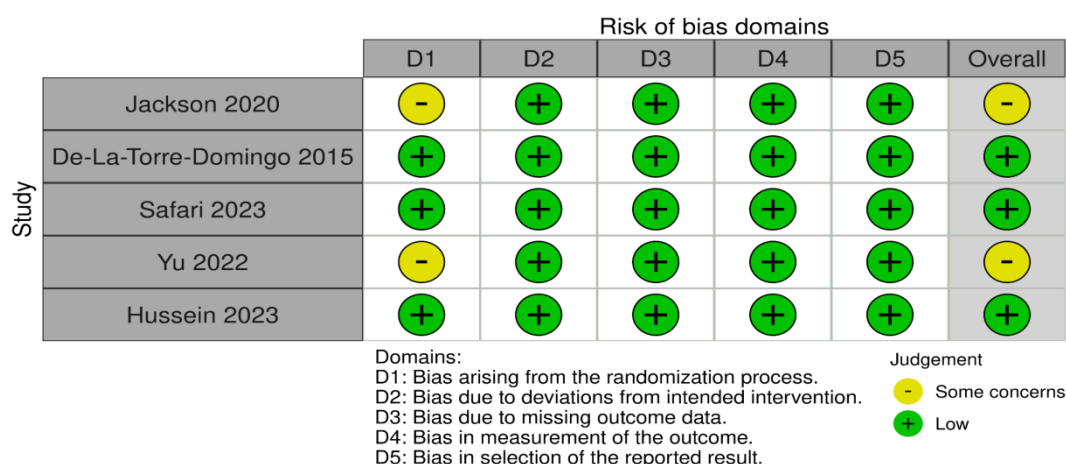 Risk of bias domains
D1 D2 D3 D4 D5 Overall
Study
Jackson 2020 - + + + + -
De-La-Torre-Domingo 2015 + + + + + +
Safari 2023 + + + + + +
Yu 2022 - + + + + -
Hussein 2023 + + + + + +
Domains:
D1: Bias arising from the randomization process.
D2: Bias due to deviations from intended intervention.
D3: Bias due to missing outcome data.
D4: Bias in measurement of the outcome.
D5: Bias in selection of the reported result.
Judgement
- Some concerns
+ Low